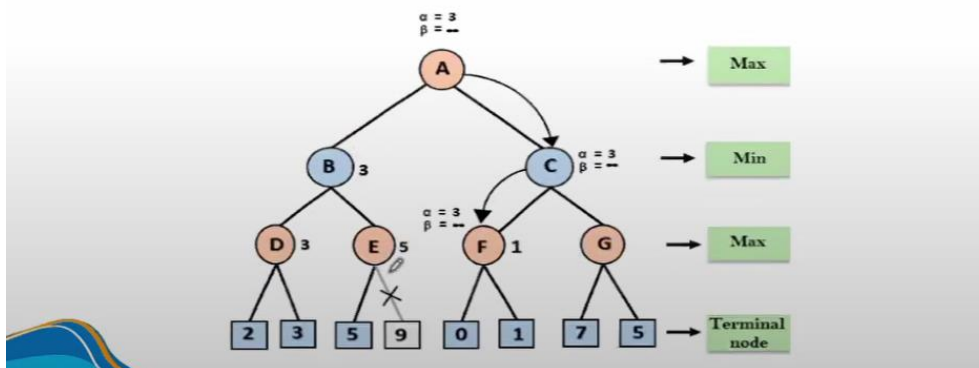 α = 3
β = ∞
A
Max
B 3
C
α = 3
β = ∞
Min
α = 3
β = ∞
D 3
E 5
F 1
G
Max
2 3 5 9 0 1 7 5
Terminal
node